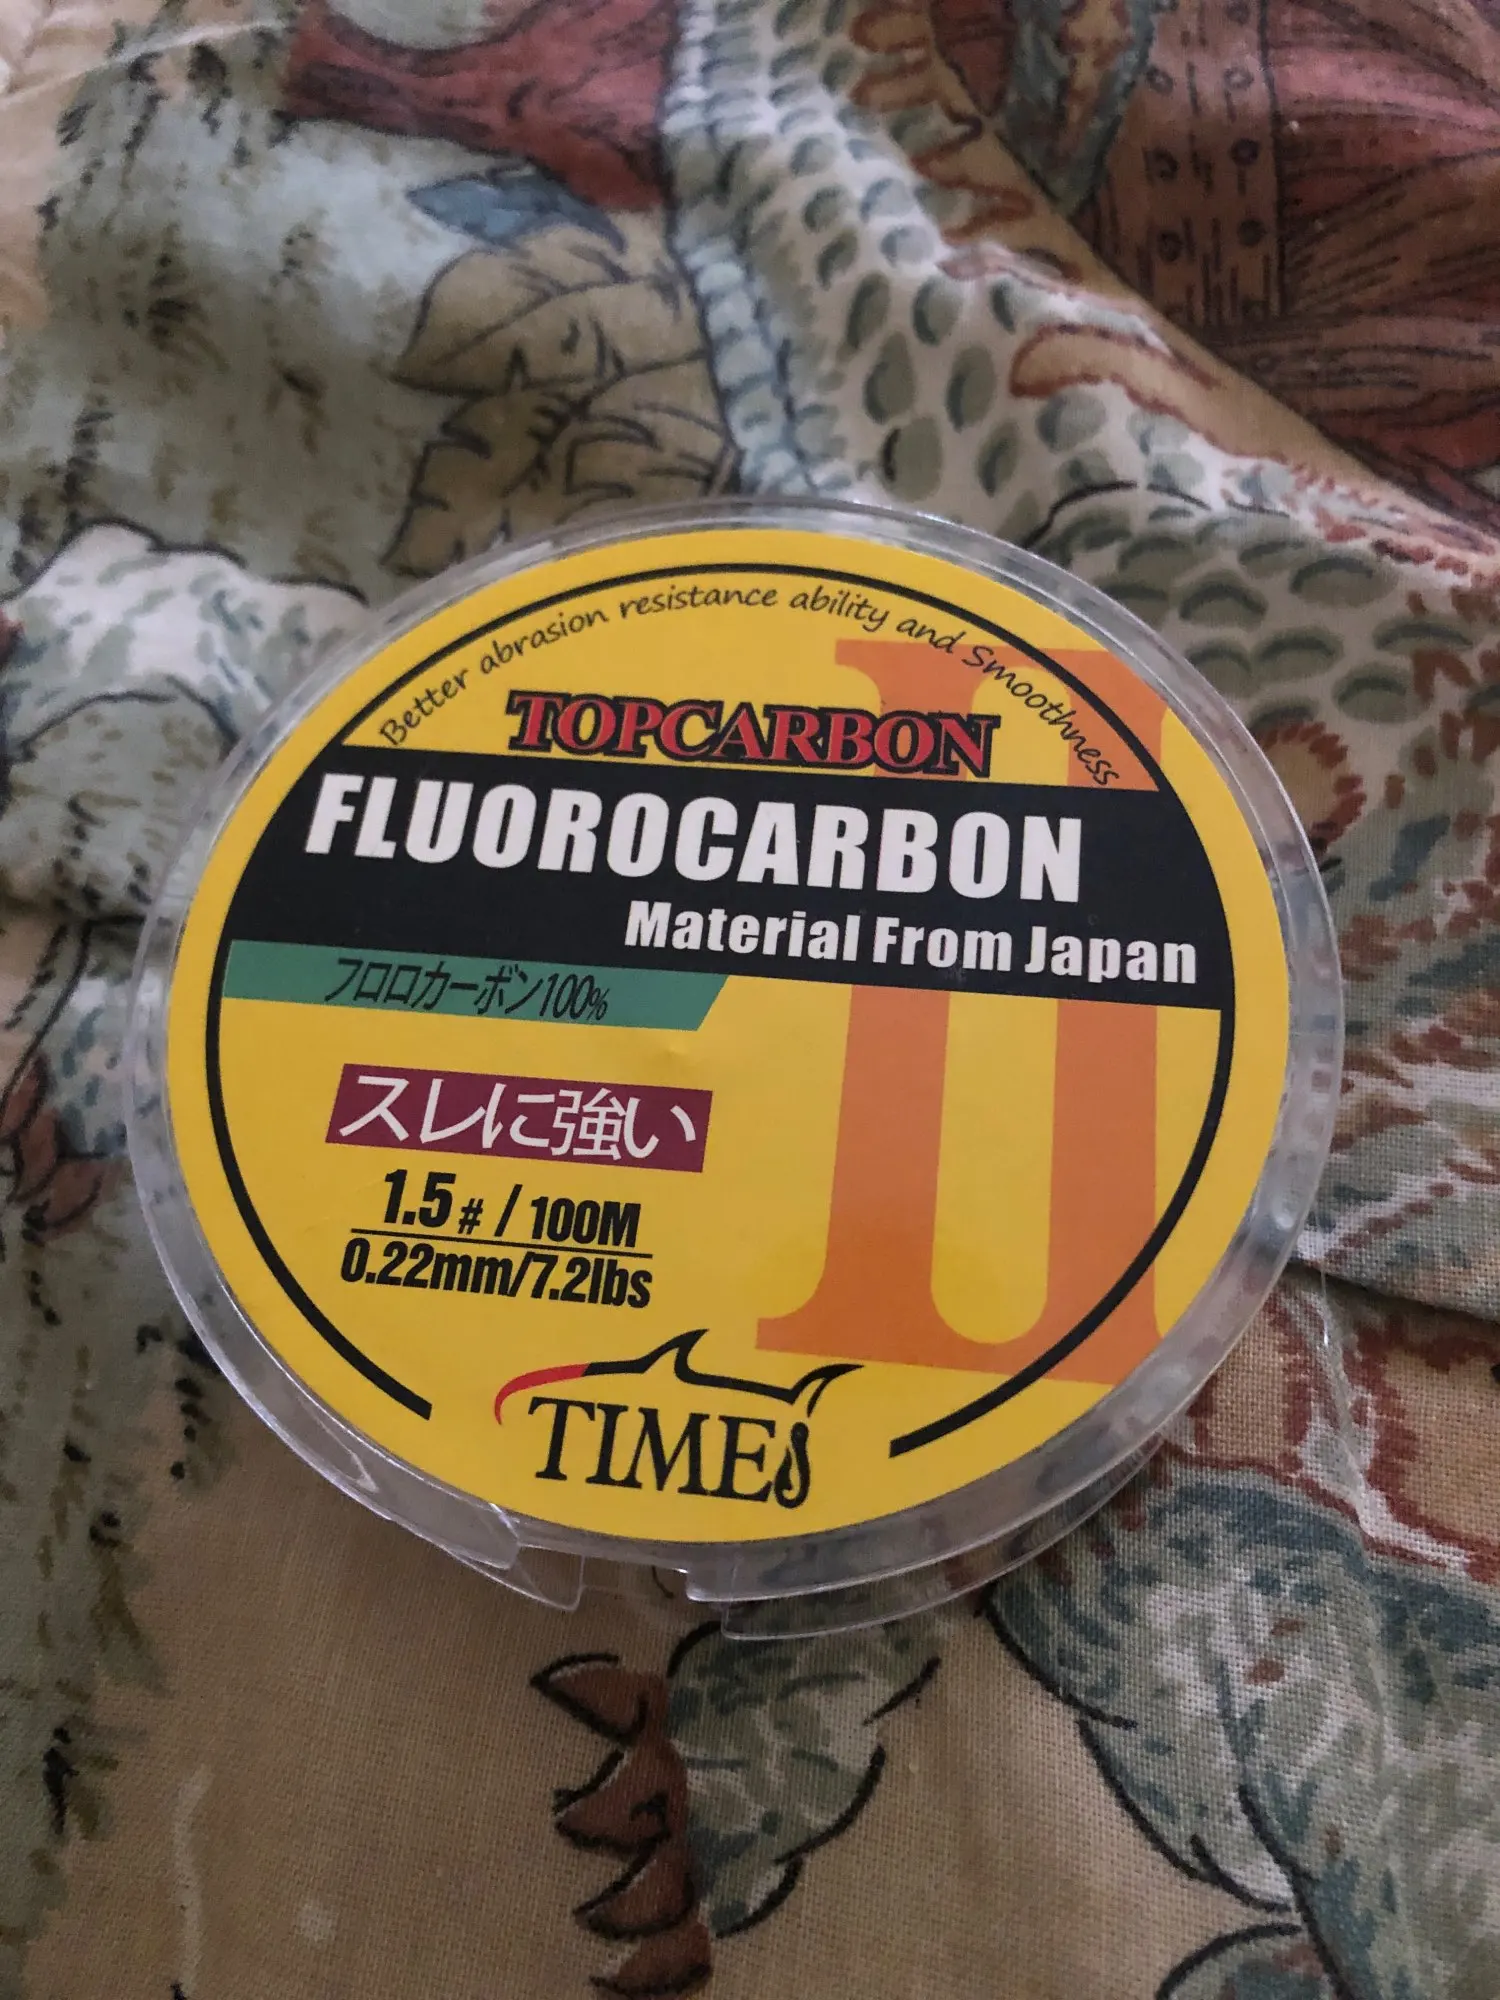 Better abrasion resistance ability and Smoothness
TOPCARBON
II
FLUOROCARBON
Material From Japan
フロロカーボン100%
スレに強い
1.5# / 100M
0.22mm/7.2lbs
TIMES